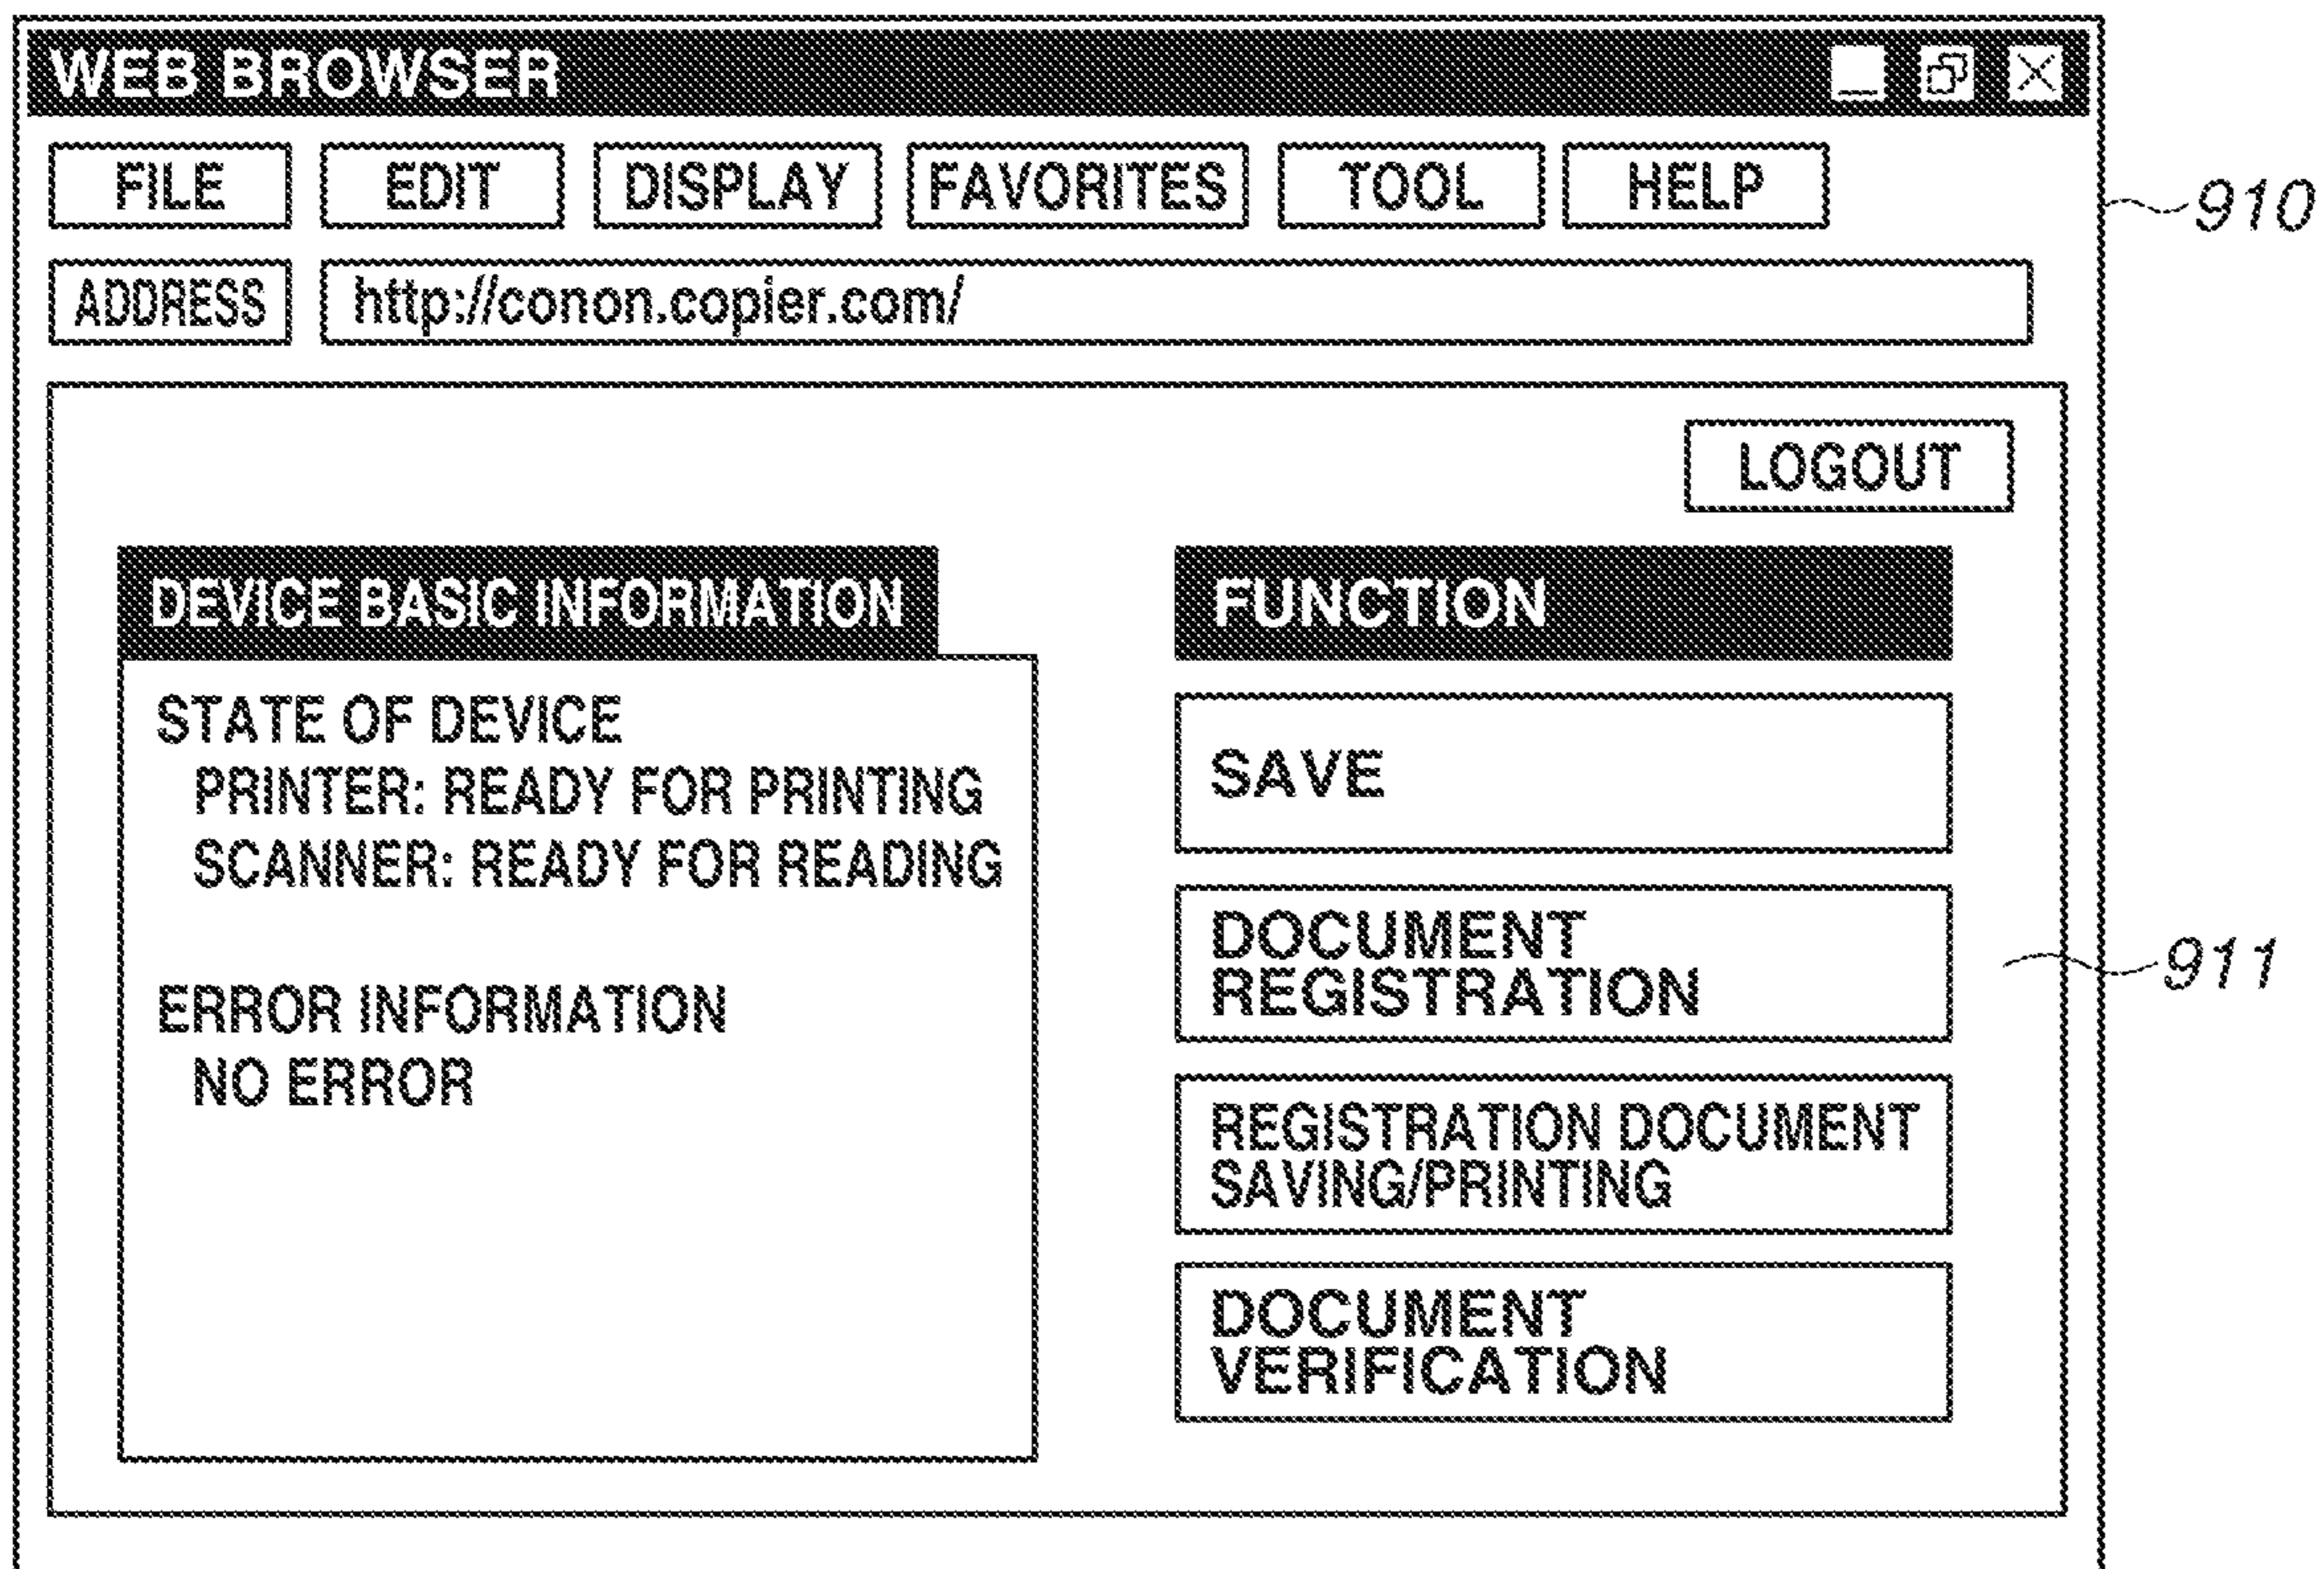 WEB BROWSER
FILE EDIT DISPLAY FAVORITES TOOL HELP
910
ADDRESS http://conon.copier.com/
LOGOUT
DEVICE BASIC INFORMATION
STATE OF DEVICE
PRINTER: READY FOR PRINTING
SCANNER: READY FOR READING
ERROR INFORMATION
NO ERROR
FUNCTION
SAVE
DOCUMENT
REGISTRATION
911
REGISTRATION DOCUMENT
SAVING/PRINTING
DOCUMENT
VERIFICATION